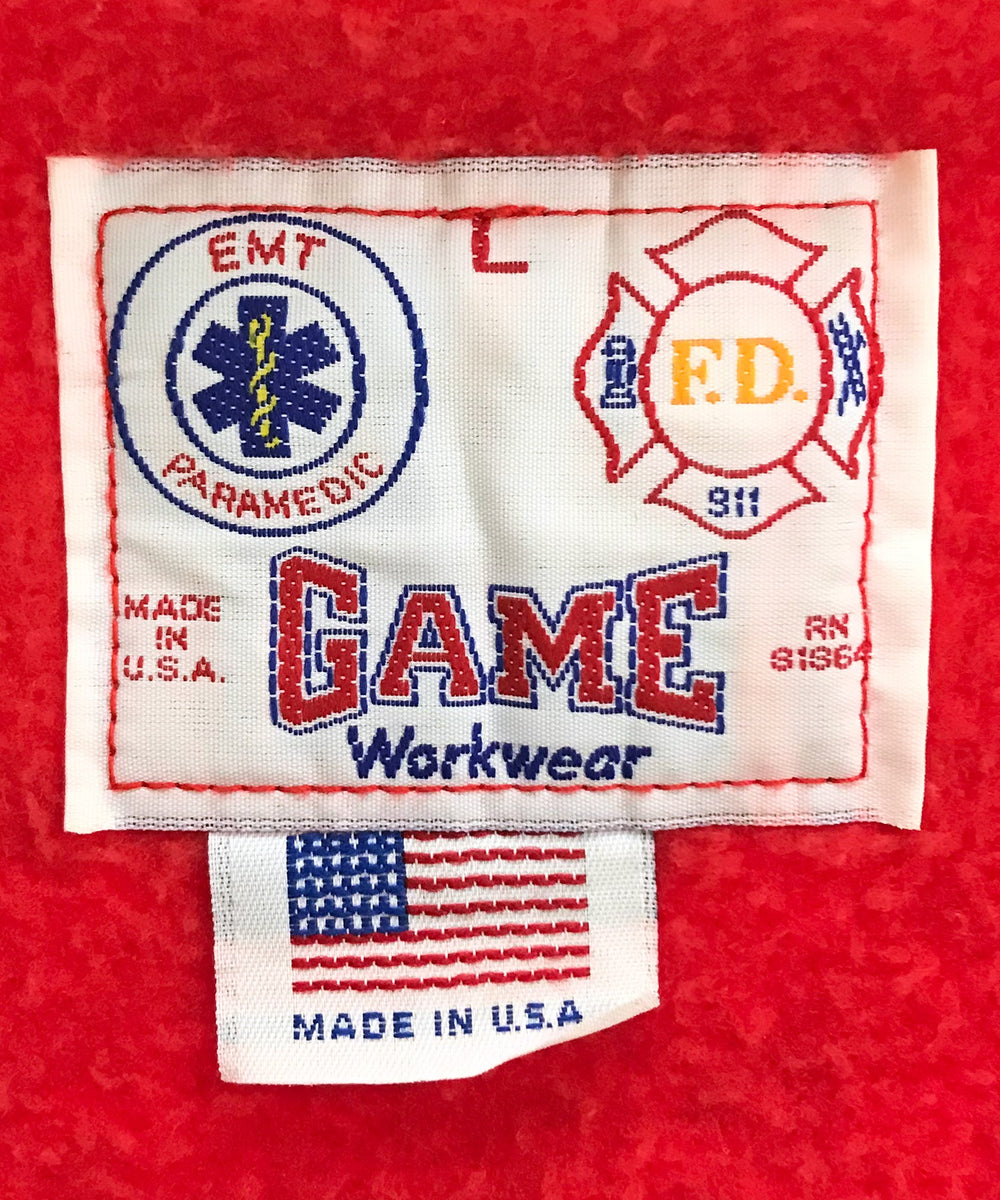 EMT
PARAMEDIC
L
F.D.
911
MADE
IN
U.S.A.
GAME
Workwear
RN
81364
MADE IN U.S.A